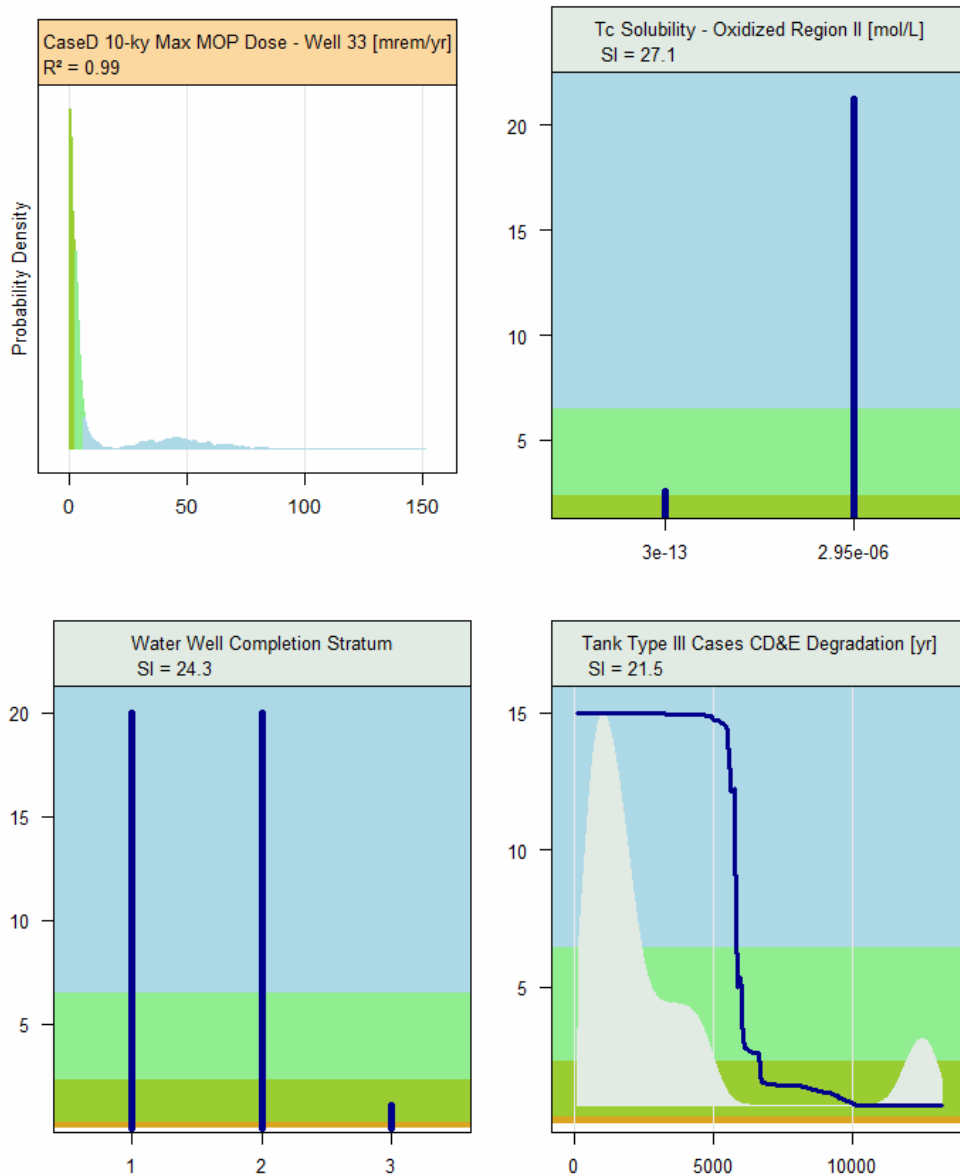 CaseD 10-ky Max MOP Dose - Well 33 [mrem/yr]
R² = 0.99
Probability Density
0 50 100 150
Tc Solubility - Oxidized Region II [mol/L]
SI = 27.1
20
15
10
5
3e-13 2.95e-06
Water Well Completion Stratum
SI = 24.3
20
15
10
5
1 2 3
Tank Type III Cases CD&E Degradation [yr]
SI = 21.5
15
10
5
0 5000 10000